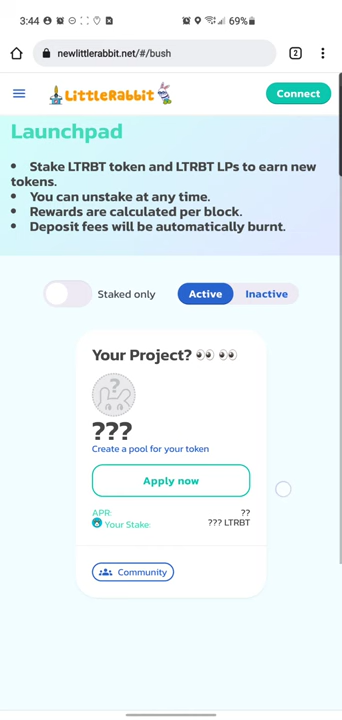 3:44
69%
newlittlerabbit.net/#/bush
2
LittleRabbit
Connect
Launchpad
• Stake LTRBT token and LTRBT LPs to earn new
tokens.
• You can unstake at any time.
• Rewards are calculated per block.
• Deposit fees will be automatically burnt.
Staked only
Active
Inactive
Your Project? 👀 👀
?
???
Create a pool for your token
Apply now
APR: ??
Your Stake: ??? LTRBT
Community